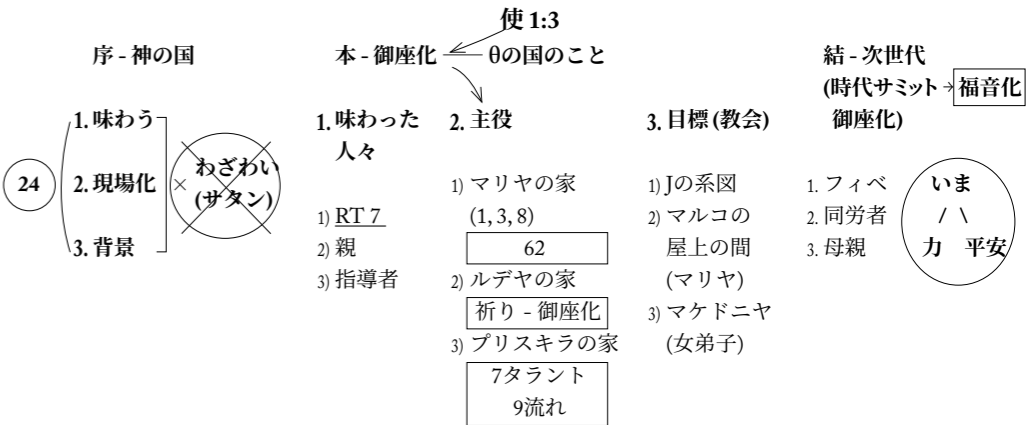 使 1:3
序 - 神の国
24
1. 味わう
2. 現場化
3. 背景
×
わざわい
(サタン)
本 - 御座化
θの国のこと
1. 味わった
人々
1) RT 7
2) 親
3) 指導者
2. 主役
1) マリヤの家
(1, 3, 8)
62
2) ルデヤの家
祈り - 御座化
3) プリスキラの家
7タラント
9流れ
3. 目標 (教会)
1) Jの系図
2) マルコの
屋上の間
(マリヤ)
3) マケドニヤ
(女弟子)
結 - 次世代
(時代サミット→福音化
御座化)
1. フィベ
2. 同労者
3. 母親
いま
/ \
力 平安